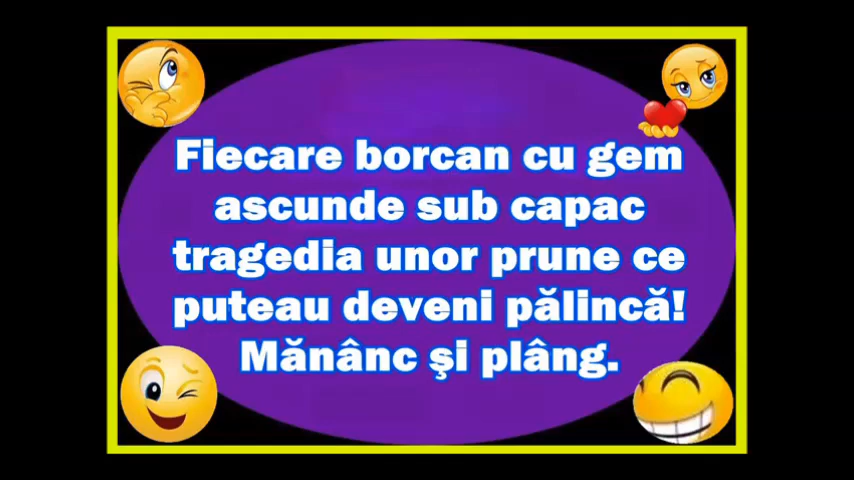 Fiecare borcan cu gem
ascunde sub capac
tragedia unor prune ce
puteau deveni pălincă!
Mănânc şi plâng.